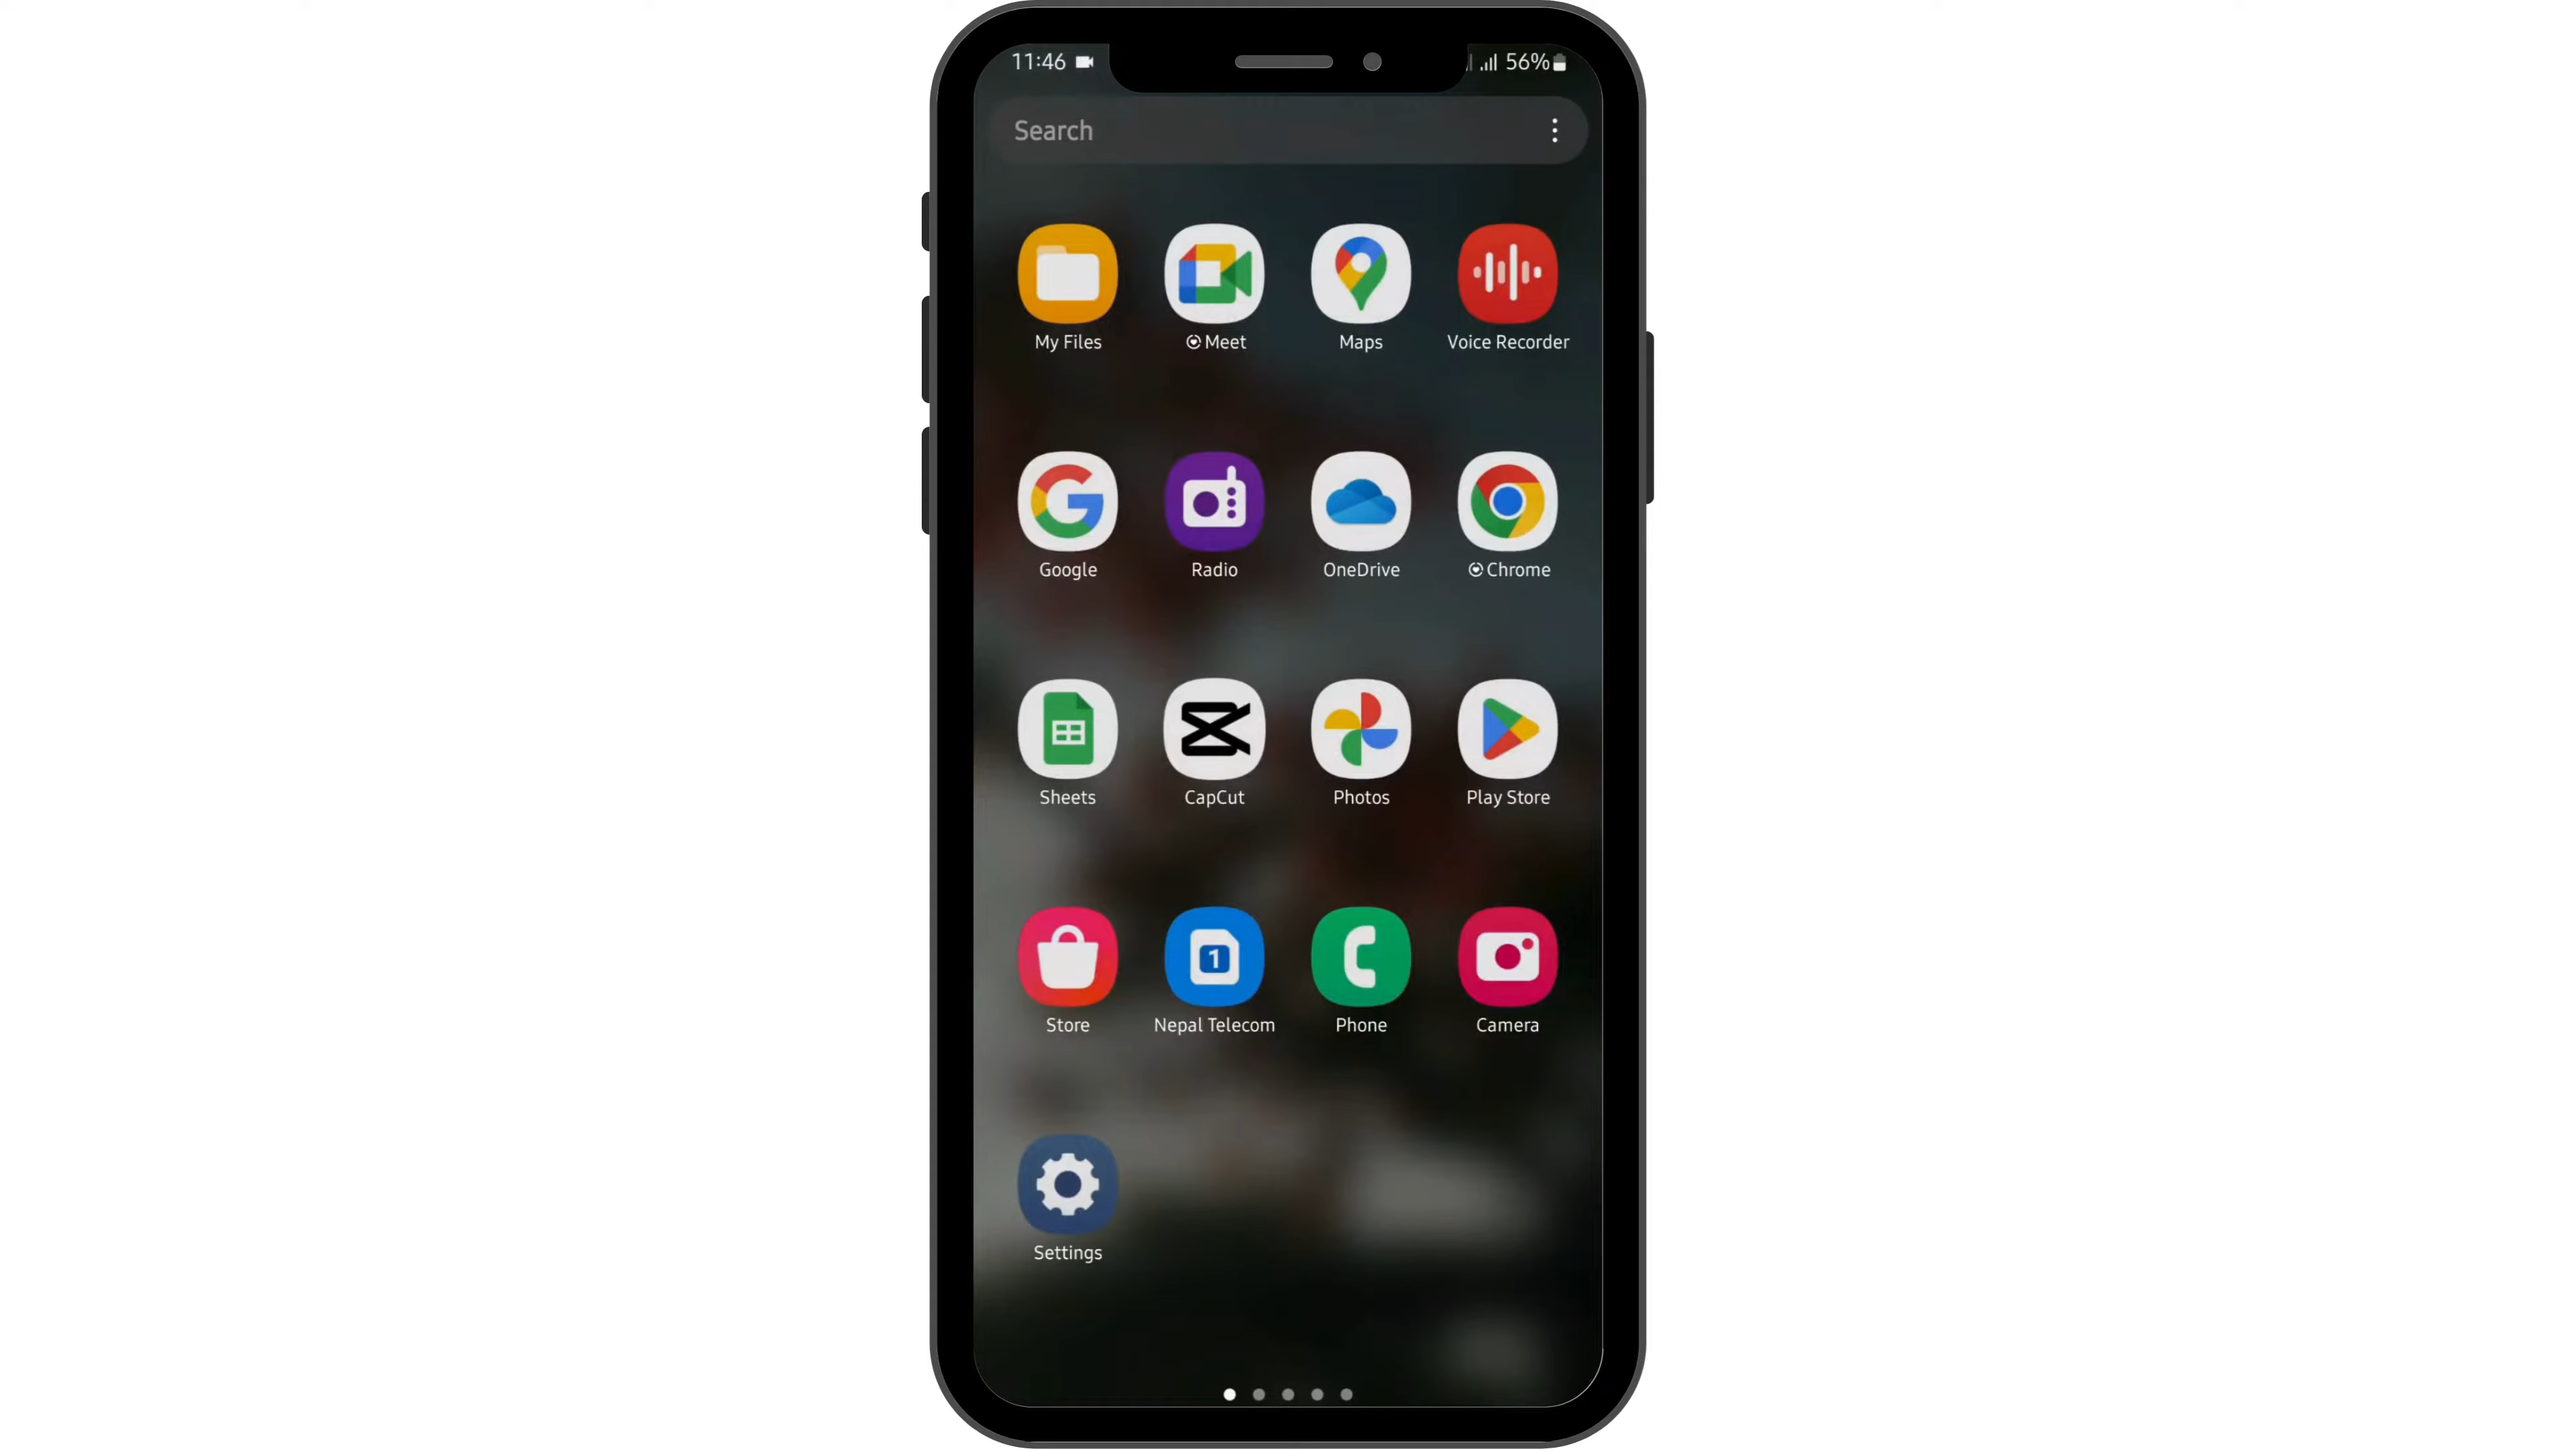 11:46 56%
Search
My Files Meet Maps Voice Recorder
Google Radio OneDrive Chrome
Sheets CapCut Photos Play Store
1
Store Nepal Telecom Phone Camera
Settings